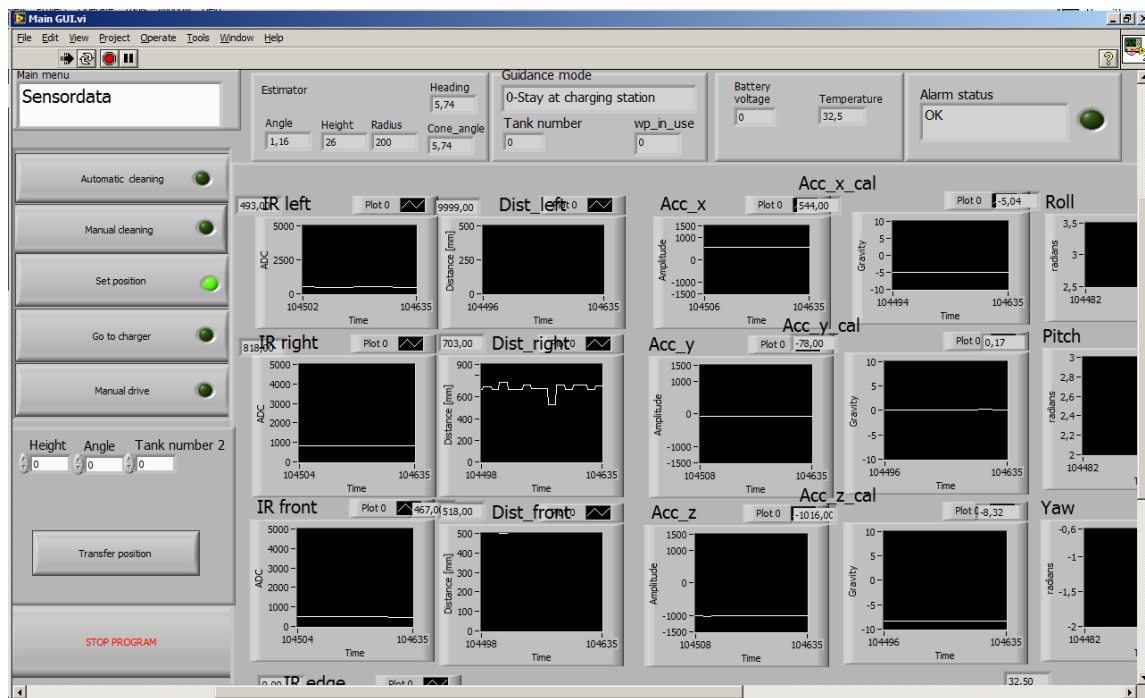 Main GUI.vi
File Edit View Project Operate Tools Window Help
Main menu
Sensordata
Estimator
Heading
5,74
Angle
1,16
Height
26
Radius
200
Cone_angle
5,74
Guidance mode
0-Stay at charging station
Tank number
0
wp_in_use
0
Battery
voltage
0
Temperature
32,5
Alarm status
OK
Automatic cleaning
Manual cleaning
Set position
Go to charger
Manual drive
Height Angle Tank number 2
0 0 0
Transfer position
STOP PROGRAM
IR left
Plot 0
5000
2500
0
ADC
104502 104635
Time
9999,00
Dist_left
500
400
300
200
100
0
Distance [mm]
104496 104635
Time
Acc_x
Plot 0
544,00
1500
1000
0
-1000
-1500
Amplitude
104506 104635
Time
Acc_x_cal
Plot 0
-5,04
10
5
0
-5
-10
Gravity
104494 104635
Time
Roll
3,5
3
2,5
radians
104482
IR right
Plot 0
818,00
5000
4000
3000
2000
1000
0
ADC
104504 104635
Time
703,00
Dist_right
900
800
600
400
200
0
Distance [mm]
104498 104635
Time
Acc_y
Plot 0
-78,00
1500
1000
0
-1000
-1500
Amplitude
104508 104635
Time
Acc_y_cal
Plot 0
0,17
10
5
0
-5
-10
Gravity
104496 104635
Time
Pitch
3
2,8
2,6
2,4
2,2
2
radians
104482
IR front
Plot 0
5000
4000
3000
2000
1000
0
ADC
104504 104635
Time
518,00
Dist_front
500
400
300
200
100
0
Distance [mm]
104498 104635
Time
Acc_z
Plot 0
-1016,00
1500
1000
0
-1000
-1500
Amplitude
104508 104635
Time
Acc_z_cal
Plot
-8,32
10
5
0
-5
-10
Gravity
104496 104635
Time
Yaw
-0,6
-1
-1,5
-2
radians
104482
IR edge
Plot 0
32,50